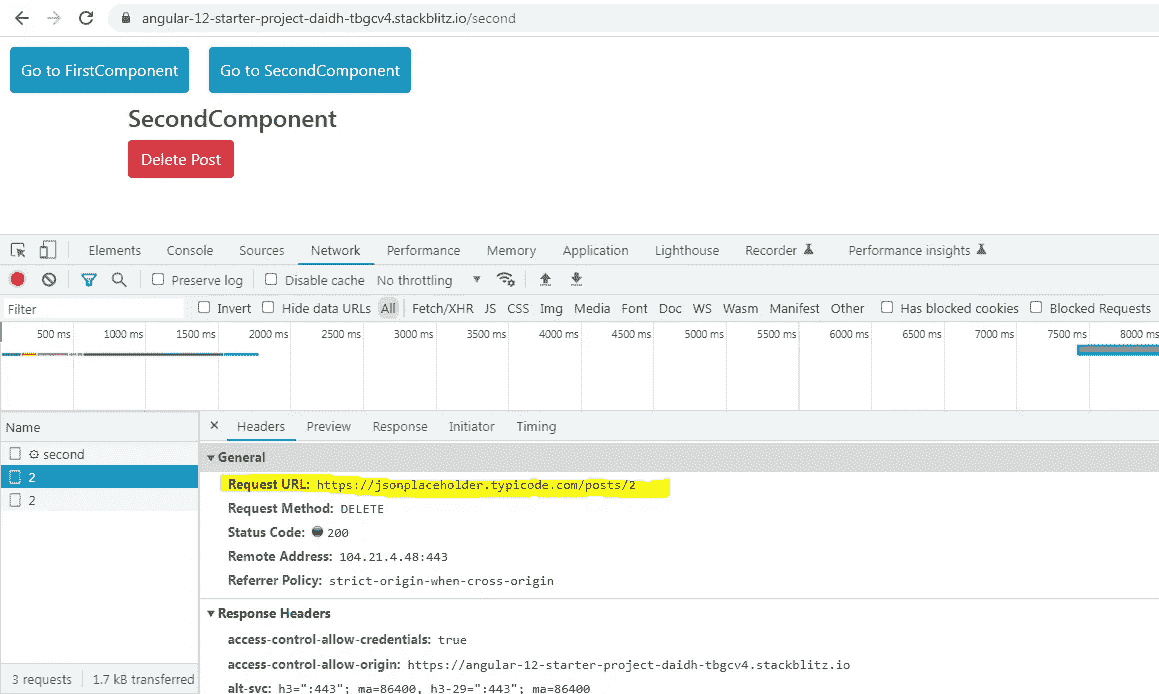 angular-12-starter-project-daidh-tbgcv4.stackblitz.io/second
Go to FirstComponent Go to SecondComponent
SecondComponent
Delete Post
Elements Console Sources Network Performance Memory Application Lighthouse Recorder Performance insights
Preserve log Disable cache No throttling
Filter Invert Hide data URLs All Fetch/XHR JS CSS Img Media Font Doc WS Wasm Manifest Other Has blocked cookies Blocked Requests
500 ms 1000 ms 1500 ms 2000 ms 2500 ms 3000 ms 3500 ms 4000 ms 4500 ms 5000 ms 5500 ms 6000 ms 6500 ms 7000 ms 7500 ms 8000 ms
Name × Headers Preview Response Initiator Timing
second
2
2
General
Request URL: https://jsonplaceholder.typicode.com/posts/2
Request Method: DELETE
Status Code: 200
Remote Address: 104.21.4.48:443
Referrer Policy: strict-origin-when-cross-origin
Response Headers
access-control-allow-credentials: true
access-control-allow-origin: https://angular-12-starter-project-daidh-tbgcv4.stackblitz.io
alt-svc: h3=":443"; ma=86400, h3-29=":443"; ma=86400
3 requests 1.7 kB transferred